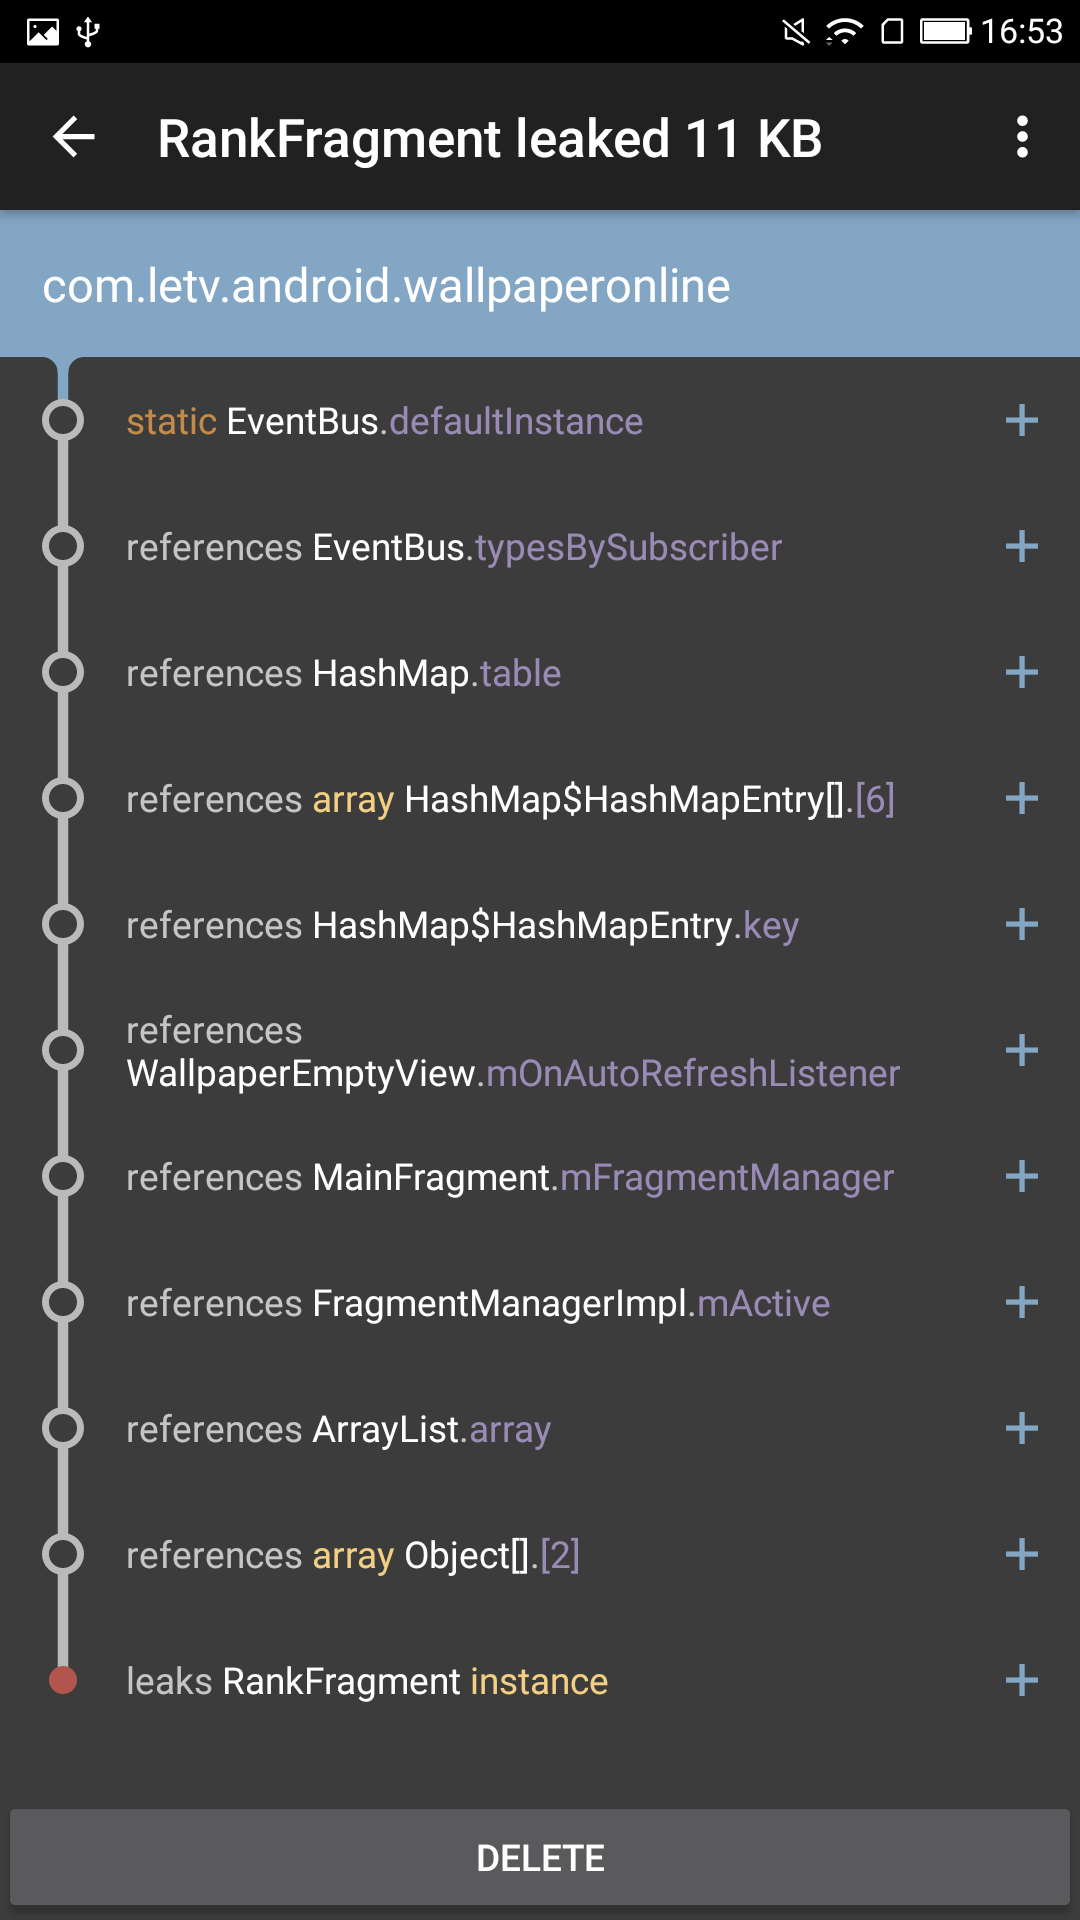 16:53
RankFragment leaked 11 KB
com.letv.android.wallpaperonline
static EventBus.defaultInstance
references EventBus.typesBySubscriber
references HashMap.table
references array HashMap$HashMapEntry[].[6]
references HashMap$HashMapEntry.key
references
WallpaperEmptyView.mOnAutoRefreshListener
references MainFragment.mFragmentManager
references FragmentManagerImpl.mActive
references ArrayList.array
references array Object[].[2]
leaks RankFragment instance
DELETE